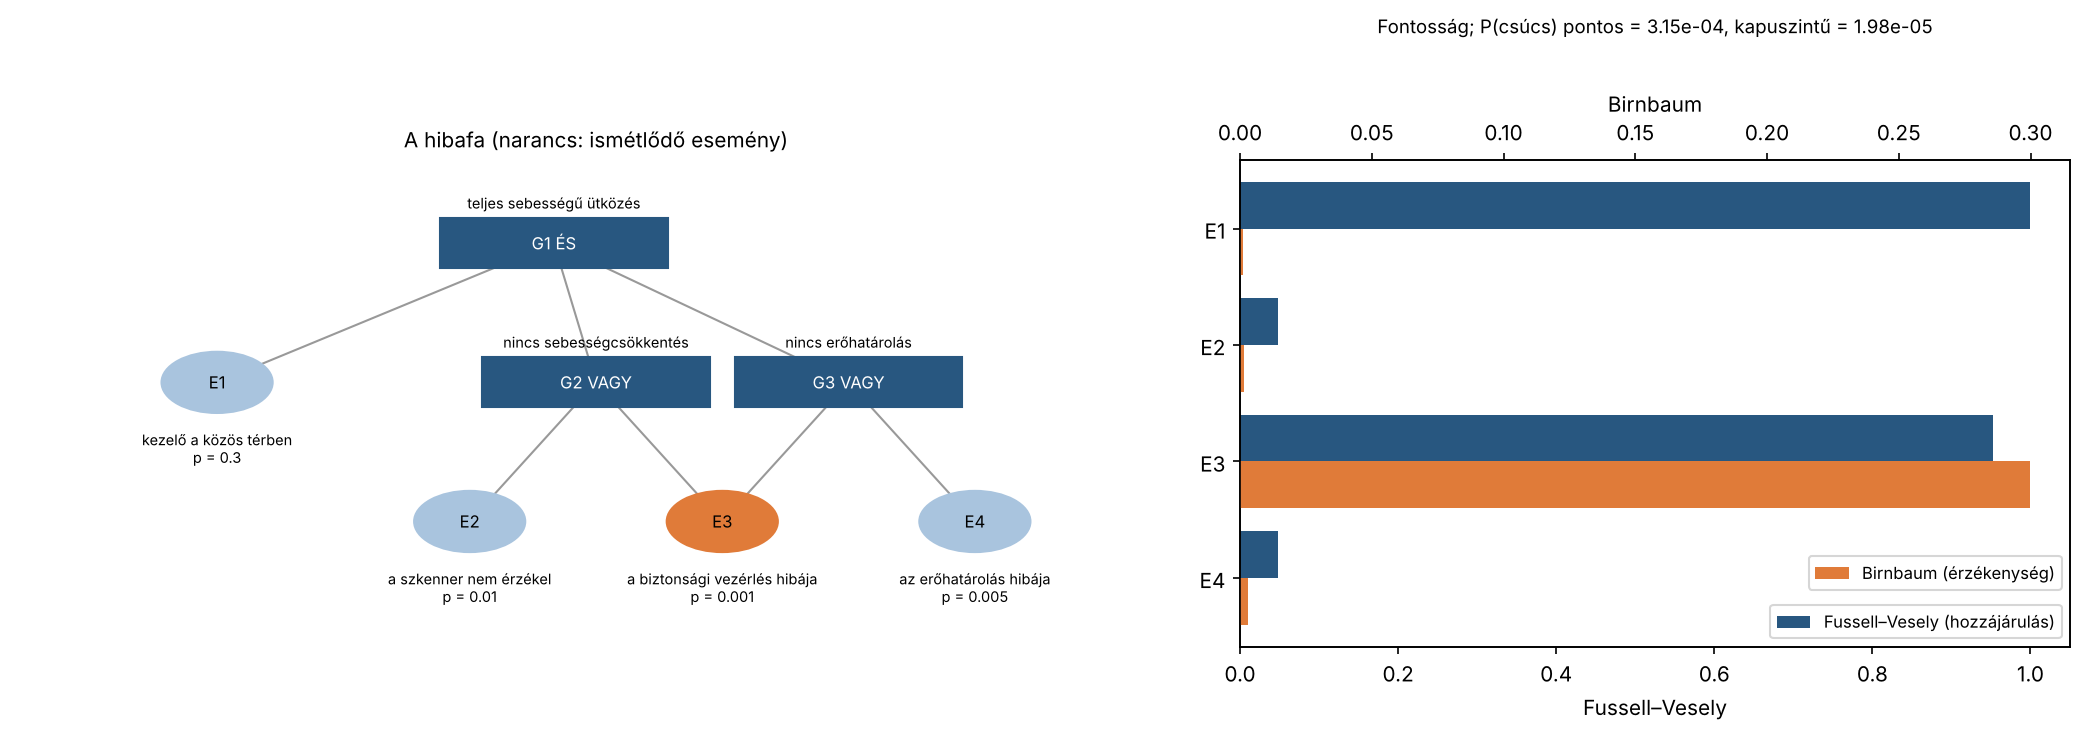 A hibafa (narancs: ismétlődő esemény)
teljes sebességű ütközés
G1 ÉS
nincs sebességcsökkentés
nincs erőhatárolás
E1
G2 VAGY
G3 VAGY
kezelő a közös térben
p = 0.3
E2
E3
E4
a szkenner nem érzékel
p = 0.01
a biztonsági vezérlés hibája
p = 0.001
az erőhatárolás hibája
p = 0.005
Fontosság; P(csúcs) pontos = 3.15e-04, kapuszintű = 1.98e-05
Birnbaum
0.00 0.05 0.10 0.15 0.20 0.25 0.30
E1
E2
E3
E4
Birnbaum (érzékenység)
Fussell–Vesely (hozzájárulás)
0.0 0.2 0.4 0.6 0.8 1.0
Fussell–Vesely